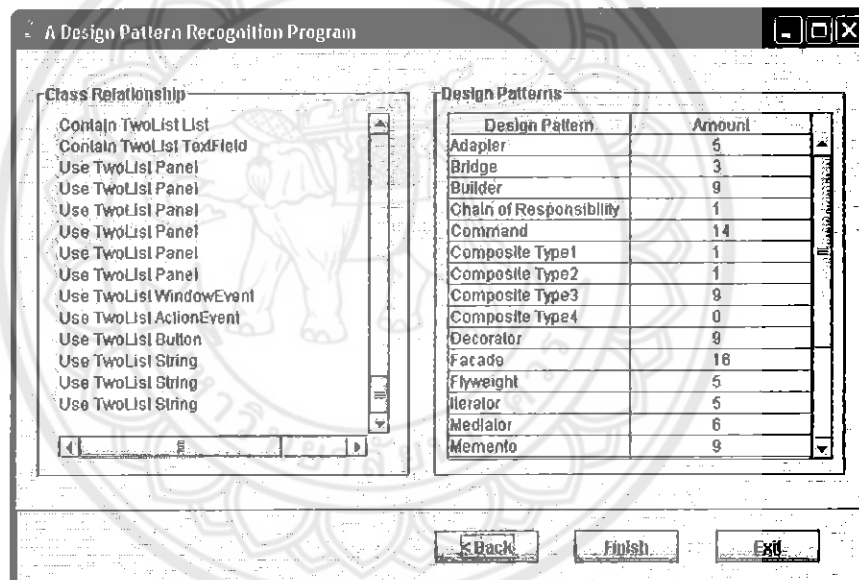 A Design Pattern Recognition Program
Class Relationship
Contain TwoList List
Contain TwoList TextField
Use TwoList Panel
Use TwoList Panel
Use TwoList Panel
Use TwoList Panel
Use TwoList Panel
Use TwoList Panel
Use TwoList WindowEvent
Use TwoList ActionEvent
Use TwoList Button
Use TwoList String
Use TwoList String
Use TwoList String
Design Patterns
Design Pattern Amount
Adapter 5
Bridge 3
Builder 9
Chain of Responsibility 1
Command 14
Composite Type1 1
Composite Type2 1
Composite Type3 9
Composite Type4 0
Decorator 9
Facade 16
Flyweight 5
Iterator 5
Mediator 6
Memento 9
< Back Finish Exit